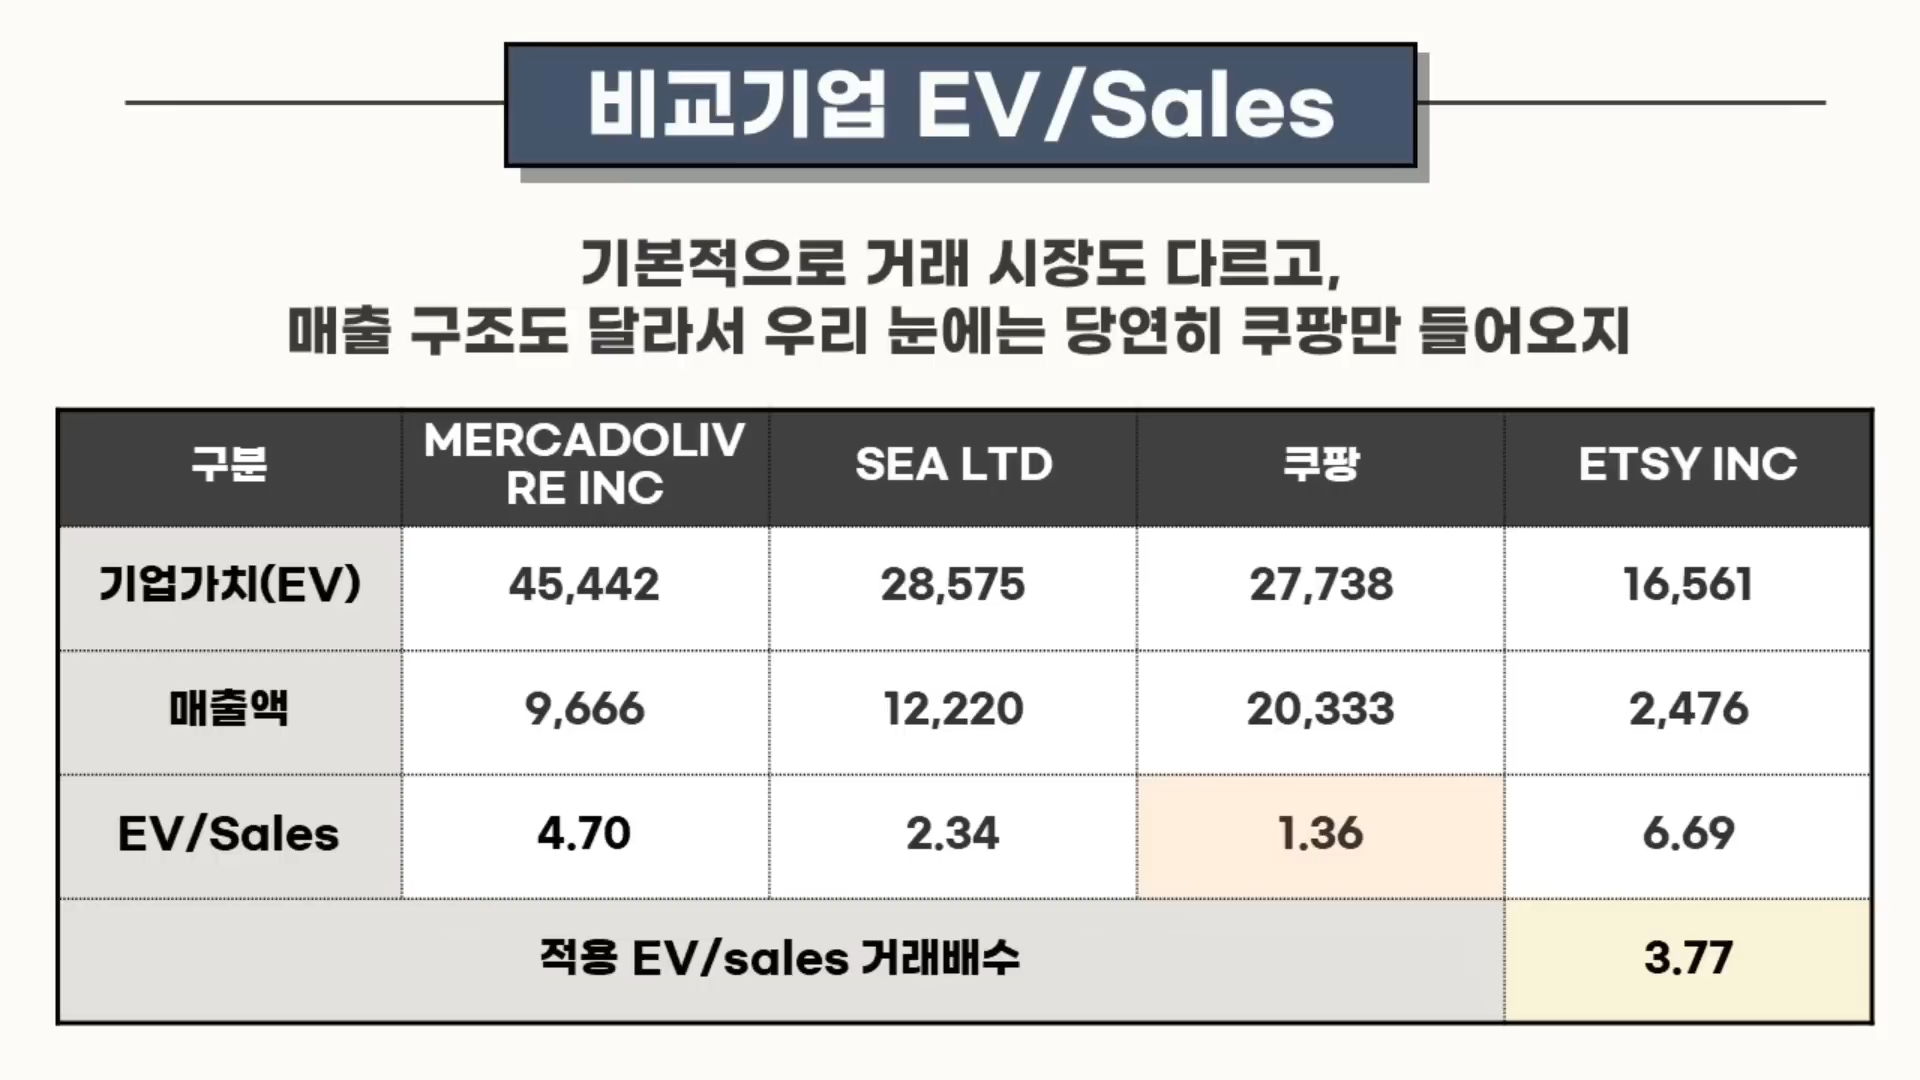 비교기업 EV/Sales
기본적으로 거래 시장도 다르고,
매출 구조도 달라서 우리 눈에는 당연히 쿠팡만 들어오지
구분 MERCADOLIV SEA LTD 쿠팡 ETSY INC
RE INC
기업가치(EV) 45,442 28,575 27,738 16,561
매출액 9,666 12,220 20,333 2,476
EV/Sales 4.70 2.34 1.36 6.69
적용 EV/sales 거래배수 3.77